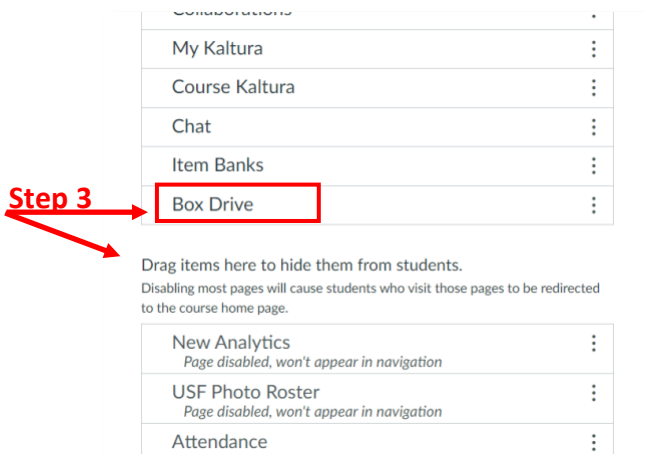 Collaborations
My Kaltura
Course Kaltura
Chat
Item Banks
Step 3
Box Drive
Drag items here to hide them from students.
Disabling most pages will cause students who visit those pages to be redirected
to the course home page.
New Analytics
Page disabled, won't appear in navigation
USF Photo Roster
Page disabled, won't appear in navigation
Attendance